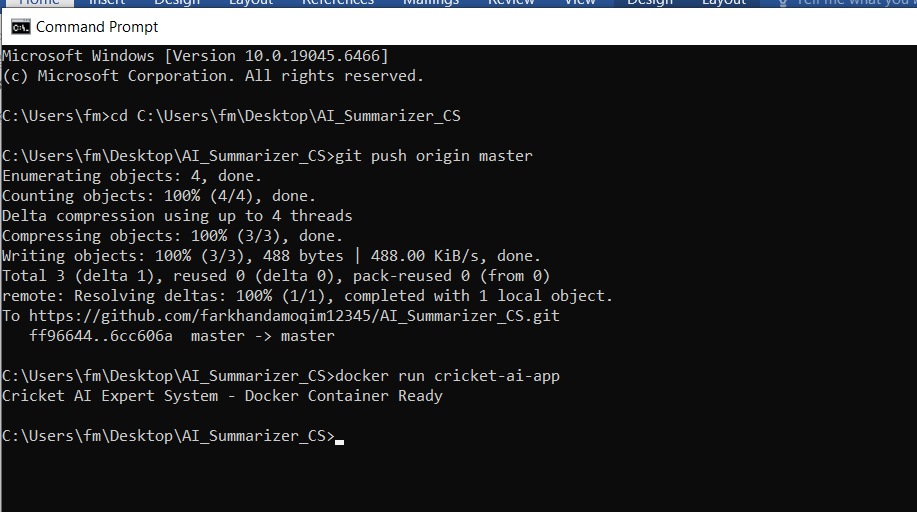 Home Insert Design Layout References Mailings Review View Design Layout Tell me what you
Command Prompt
Microsoft Windows [Version 10.0.19045.6466]
(c) Microsoft Corporation. All rights reserved.
C:\Users\fm>cd C:\Users\fm\Desktop\AI_Summarizer_CS
C:\Users\fm\Desktop\AI_Summarizer_CS>git push origin master
Enumerating objects: 4, done.
Counting objects: 100% (4/4), done.
Delta compression using up to 4 threads
Compressing objects: 100% (3/3), done.
Writing objects: 100% (3/3), 488 bytes | 488.00 KiB/s, done.
Total 3 (delta 1), reused 0 (delta 0), pack-reused 0 (from 0)
remote: Resolving deltas: 100% (1/1), completed with 1 local object.
To https://github.com/farkhandamoqim12345/AI_Summarizer_CS.git
   ff96644..6cc606a  master -> master
C:\Users\fm\Desktop\AI_Summarizer_CS>docker run cricket-ai-app
Cricket AI Expert System - Docker Container Ready
C:\Users\fm\Desktop\AI_Summarizer_CS>